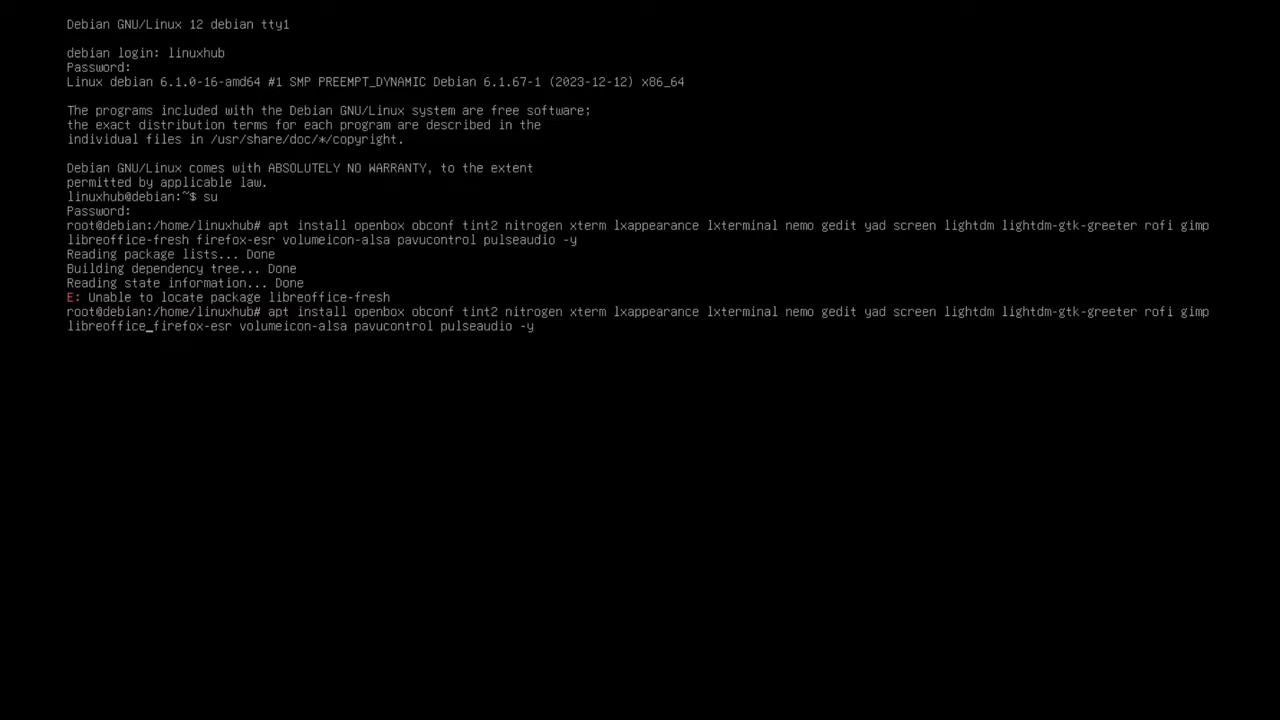 Debian GNU/Linux 12 debian tty1
debian login: linuxhub
Password:
Linux debian 6.1.0-16-amd64 #1 SMP PREEMPT_DYNAMIC Debian 6.1.67-1 (2023-12-12) x86_64
The programs included with the Debian GNU/Linux system are free software;
the exact distribution terms for each program are described in the
individual files in /usr/share/doc/*/copyright.
Debian GNU/Linux comes with ABSOLUTELY NO WARRANTY, to the extent
permitted by applicable law.
linuxhub@debian:~$ su
Password:
root@debian:/home/linuxhub# apt install openbox obconf tint2 nitrogen xterm lxappearance lxterminal nemo gedit yad screen lightdm lightdm-gtk-greeter rofi gimp
libreoffice-fresh firefox-esr volumeicon-alsa pavucontrol pulseaudio -y
Reading package lists... Done
Building dependency tree... Done
Reading state information... Done
E: Unable to locate package libreoffice-fresh
root@debian:/home/linuxhub# apt install openbox obconf tint2 nitrogen xterm lxappearance lxterminal nemo gedit yad screen lightdm lightdm-gtk-greeter rofi gimp
libreoffice_firefox-esr volumeicon-alsa pavucontrol pulseaudio -y